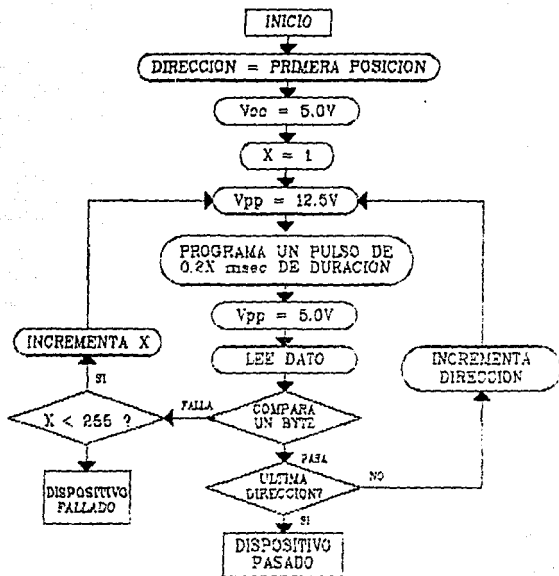 INICIO
DIRECCION = PRIMERA POSICION
Vcc = 5.0V
X = 1
Vpp = 12.5V
PROGRAMA UN PULSO DE
0.2X msec DE DURACION
Vpp = 5.0V
INCREMENTA X
LEE DATO
INCREMENTA
DIRECCION
SI
X < 255 ?
FALLA
COMPARA
UN BYTE
PASA
DISPOSITIVO
FALLADO
ULTIMA
DIRECCION?
NO
SI
DISPOSITIVO
PASADO